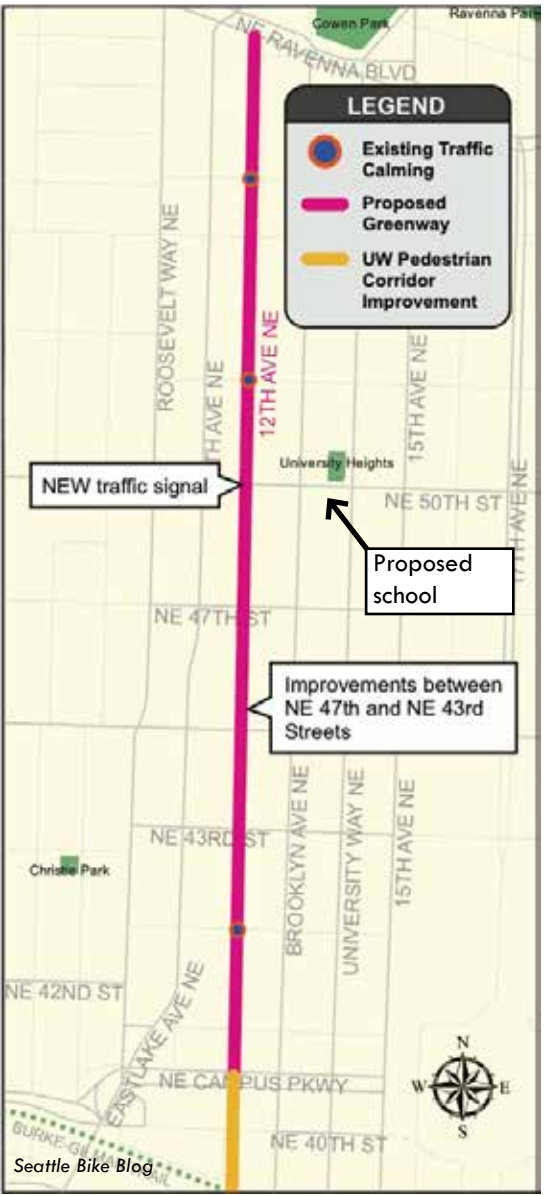 Cowen Park
Ravenna Park
NE RAVENNA BLVD
LEGEND
Existing Traffic
Calming
Proposed
Greenway
UW Pedestrian
Corridor
Improvement
ROOSEVELT WAY NE
TH AVE NE
12TH AVE NE
15TH AVE NE
University Heights
NEW traffic signal
NE 50TH ST
17TH AVE NE
Proposed
school
NE 47TH ST
Improvements between
NE 47th and NE 43rd
Streets
BROOKLYN AVE NE
UNIVERSITY WAY NE
15TH AVE NE
NE 43RD ST
Christie Park
NE 42ND ST
EASTLAKE AVE NE
N
W E
S
NE CAMPUS PKWY
BURKE-GILMAN TRAIL
NE 40TH ST
Seattle Bike Blog